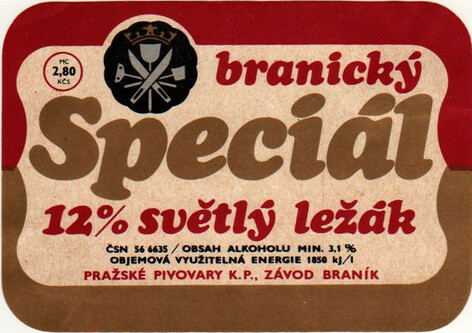 MC
2,80
KČS
branický
Speciál
12% světlý ležák
ČSN 56 6635 / OBSAH ALKOHOLU MIN. 3,1 %
OBJEMOVÁ VYUŽITELNÁ ENERGIE 1850 kJ/l
PRAŽSKÉ PIVOVARY K.P., ZÁVOD BRANÍK